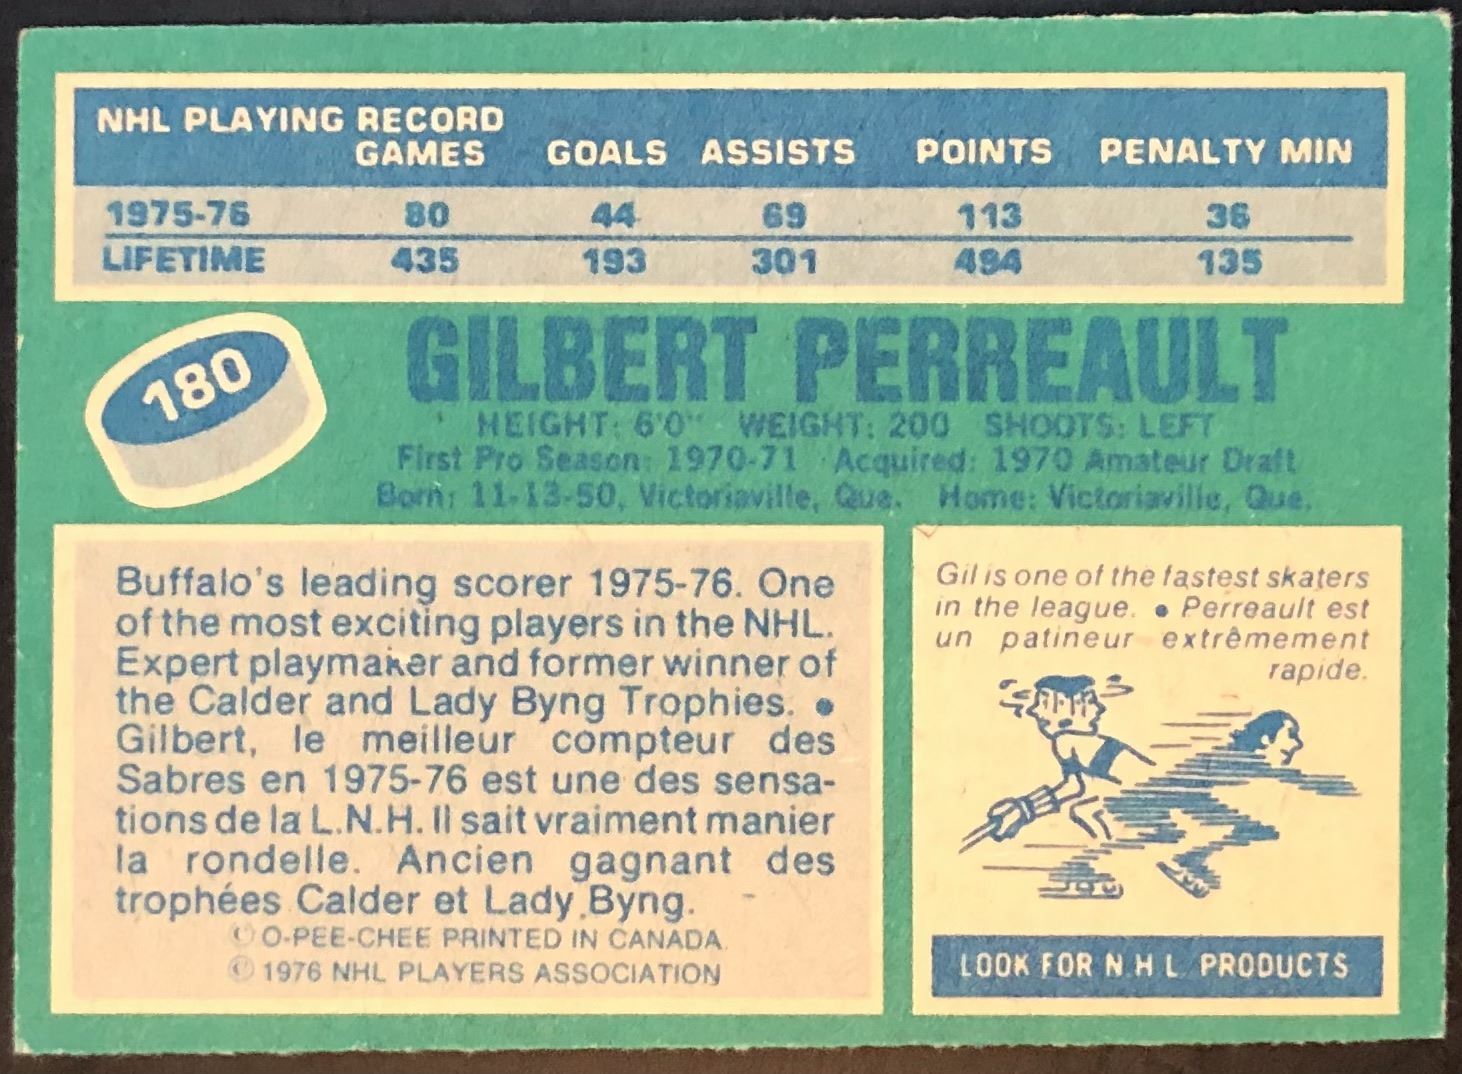 NHL PLAYING RECORD
GAMES GOALS ASSISTS POINTS PENALTY MIN
1975-76 80 44 69 113 36
LIFETIME 435 193 301 494 135
180
GILBERT PERREAULT
HEIGHT: 6'0" WEIGHT: 200 SHOOTS: LEFT
First Pro Season: 1970-71 Acquired: 1970 Amateur Draft
Born: 11-13-50, Victoriaville, Que. Home: Victoriaville, Que.
Buffalo's leading scorer 1975-76. One
of the most exciting players in the NHL.
Expert playmaker and former winner of
the Calder and Lady Byng Trophies. •
Gilbert, le meilleur compteur des
Sabres en 1975-76 est une des sensa-
tions de la L.N.H. Il sait vraiment manier
la rondelle. Ancien gagnant des
trophées Calder et Lady Byng.
© O-PEE-CHEE PRINTED IN CANADA
© 1976 NHL PLAYERS ASSOCIATION
Gil is one of the fastest skaters
in the league. • Perreault est
un patineur extrêmement
rapide.
LOOK FOR N.H.L. PRODUCTS